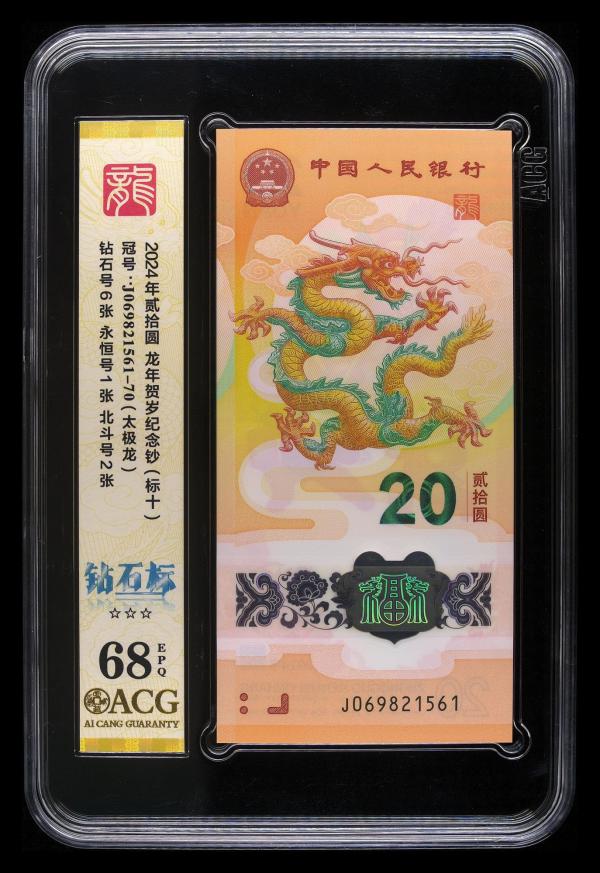 龍
2024年贰拾圆 龙年贺岁纪念钞（标十）
冠号：J069821561-70（太极龙）
钻石号6张 永恒号1张 北斗号2张
钻石标
☆☆☆
68 EPQ
ACG
AI CANG GUARANTY
ACG
中国人民银行
龍
20
贰拾圆
福
J069821561